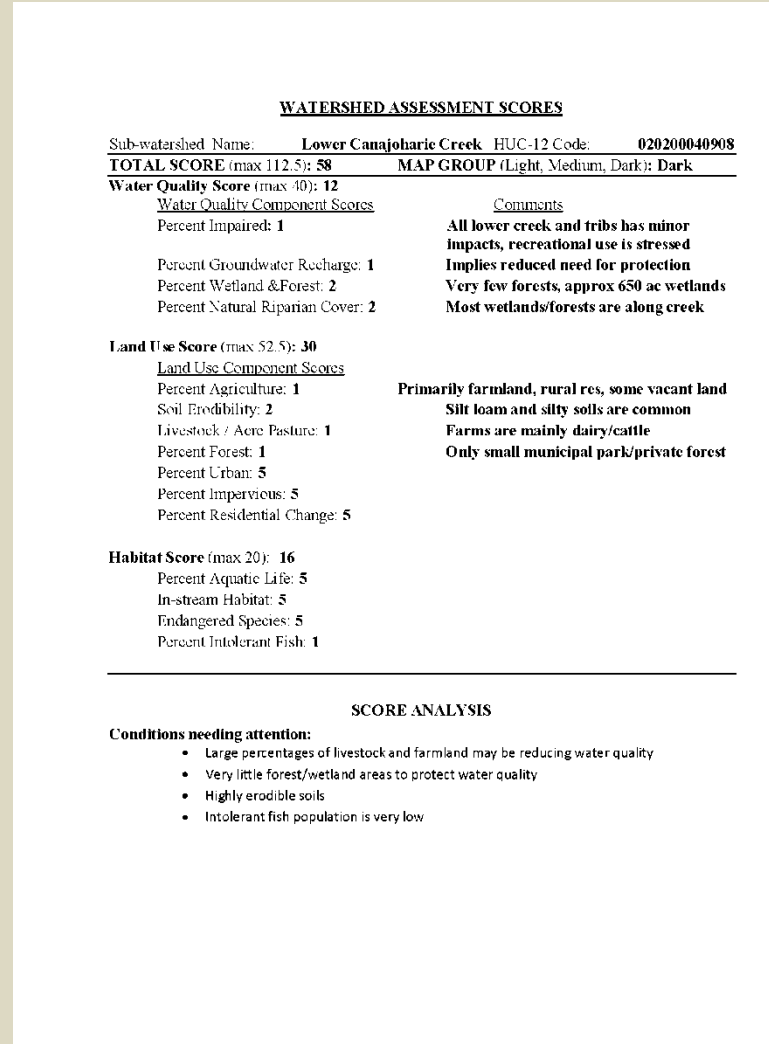 WATERSHED ASSESSMENT SCORES
Sub-watershed Name: Lower Canajoharic Creek HUC-12 Code: 020200040908
TOTAL SCORE (max 112.5): 58 MAP GROUP (Light, Medium, Dark): Dark
Water Quality Score (max 40): 12
Water Quality Component Scores Comments
Percent Impaired: 1 All lower creek and tribs has minor
impacts, recreational use is stressed
Percent Groundwater Recharge: 1 Implies reduced need for protection
Percent Wetland &Forest: 2 Very few forests, approx 650 ac wetlands
Percent Natural Riparian Cover: 2 Most wetlands/forests are along creek
Land Use Score (max 52.5): 30
Land Use Component Scores
Percent Agriculture: 1 Primarily farmland, rural res, some vacant land
Soil Erodibility: 2 Silt loam and silty soils are common
Livestock / Acre Pasture: 1 Farms are mainly dairy/cattle
Percent Forest: 1 Only small municipal park/private forest
Percent Urban: 5
Percent Impervious: 5
Percent Residential Change: 5
Habitat Score (max 20): 16
Percent Aquatic Life: 5
In-stream Habitat: 5
Endangered Species: 5
Percent Intolerant Fish: 1
SCORE ANALYSIS
Conditions needing attention:
• Large percentages of livestock and farmland may be reducing water quality
• Very little forest/wetland areas to protect water quality
• Highly erodible soils
• Intolerant fish population is very low